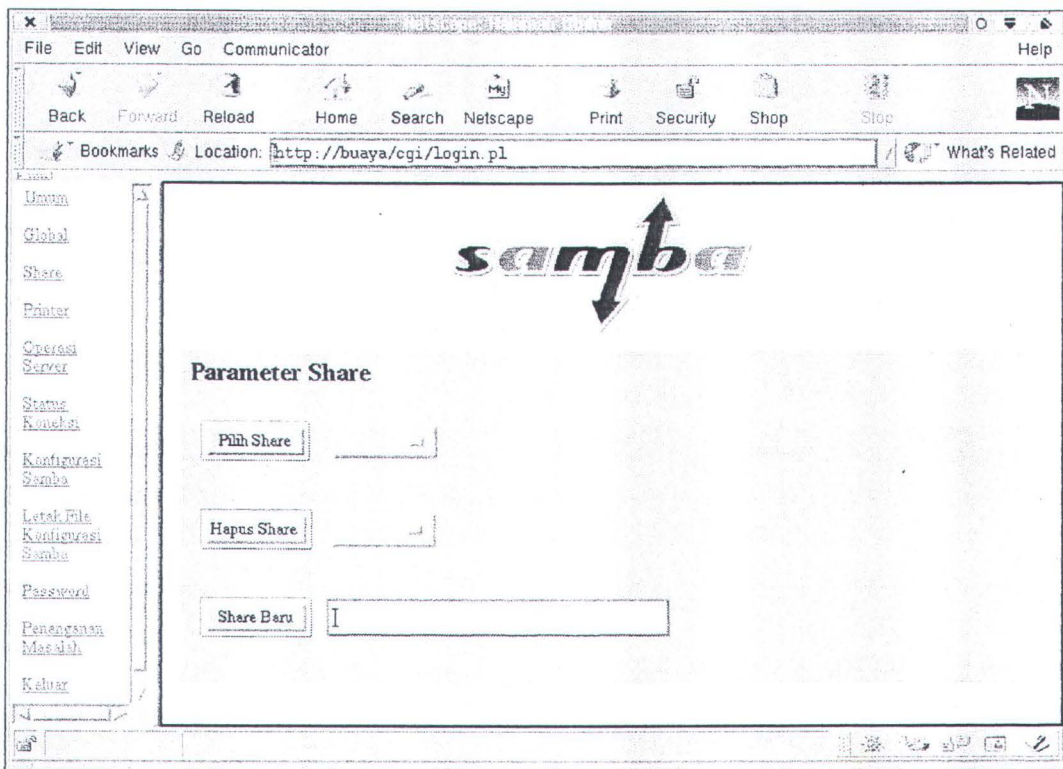 File Edit View Go Communicator Help
Back Forward Reload Home Search Netscape Print Security Shop Stop
Bookmarks Location: http://buaya/cgi/login.pl What's Related
Umum
Global
Share
Printer
Operasi
Server
Status
Koneksi
Konfigurasi
Samba
Letak File
Konfigurasi
Samba
Password
Penanganan
Masalah
Keluar
samba
Parameter Share
Pilih Share
Hapus Share
Share Baru